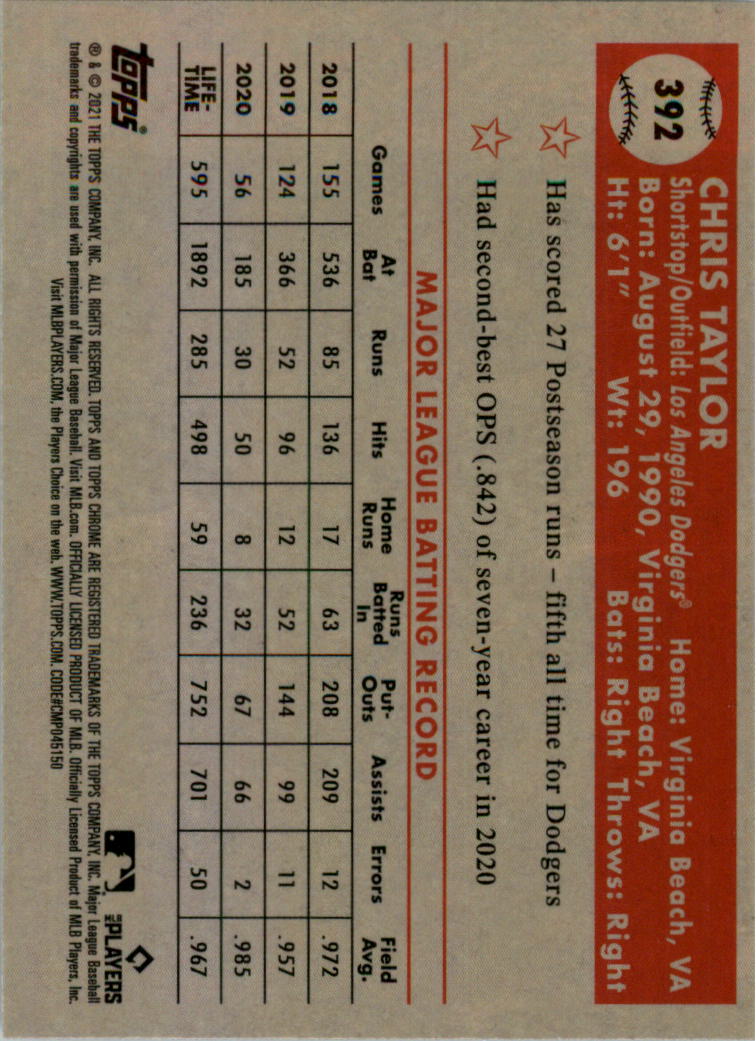 392
CHRIS TAYLOR
Shortstop/Outfield: Los Angeles Dodgers® Home: Virginia Beach, VA
Born: August 29, 1990, Virginia Beach, VA
Ht: 6'1" Wt: 196 Bats: Right Throws: Right
Has scored 27 Postseason runs – fifth all time for Dodgers
Had second-best OPS (.842) of seven-year career in 2020
MAJOR LEAGUE BATTING RECORD
Games At Bat Runs Hits Home Runs Runs Batted In Put-Outs Assists Errors Field Avg.
2018 155 536 85 136 17 63 208 209 12 .972
2019 124 366 52 96 12 52 144 99 11 .957
2020 56 185 30 50 8 32 67 66 2 .985
LIFE-TIME 595 1892 285 498 59 236 752 701 50 .967
topps®
MLB PLAYERS
® & © 2021 THE TOPPS COMPANY, INC. ALL RIGHTS RESERVED. TOPPS AND TOPPS CHROME ARE REGISTERED TRADEMARKS OF THE TOPPS COMPANY, INC. Major League Baseball
trademarks and copyrights are used with permission of Major League Baseball. Visit MLB.com. OFFICIALLY LICENSED PRODUCT OF MLB. Officially Licensed Product of MLB Players, Inc.
Visit MLBPLAYERS.COM, the Players Choice on the web. WWW.TOPPS.COM. CODE#CMP045150